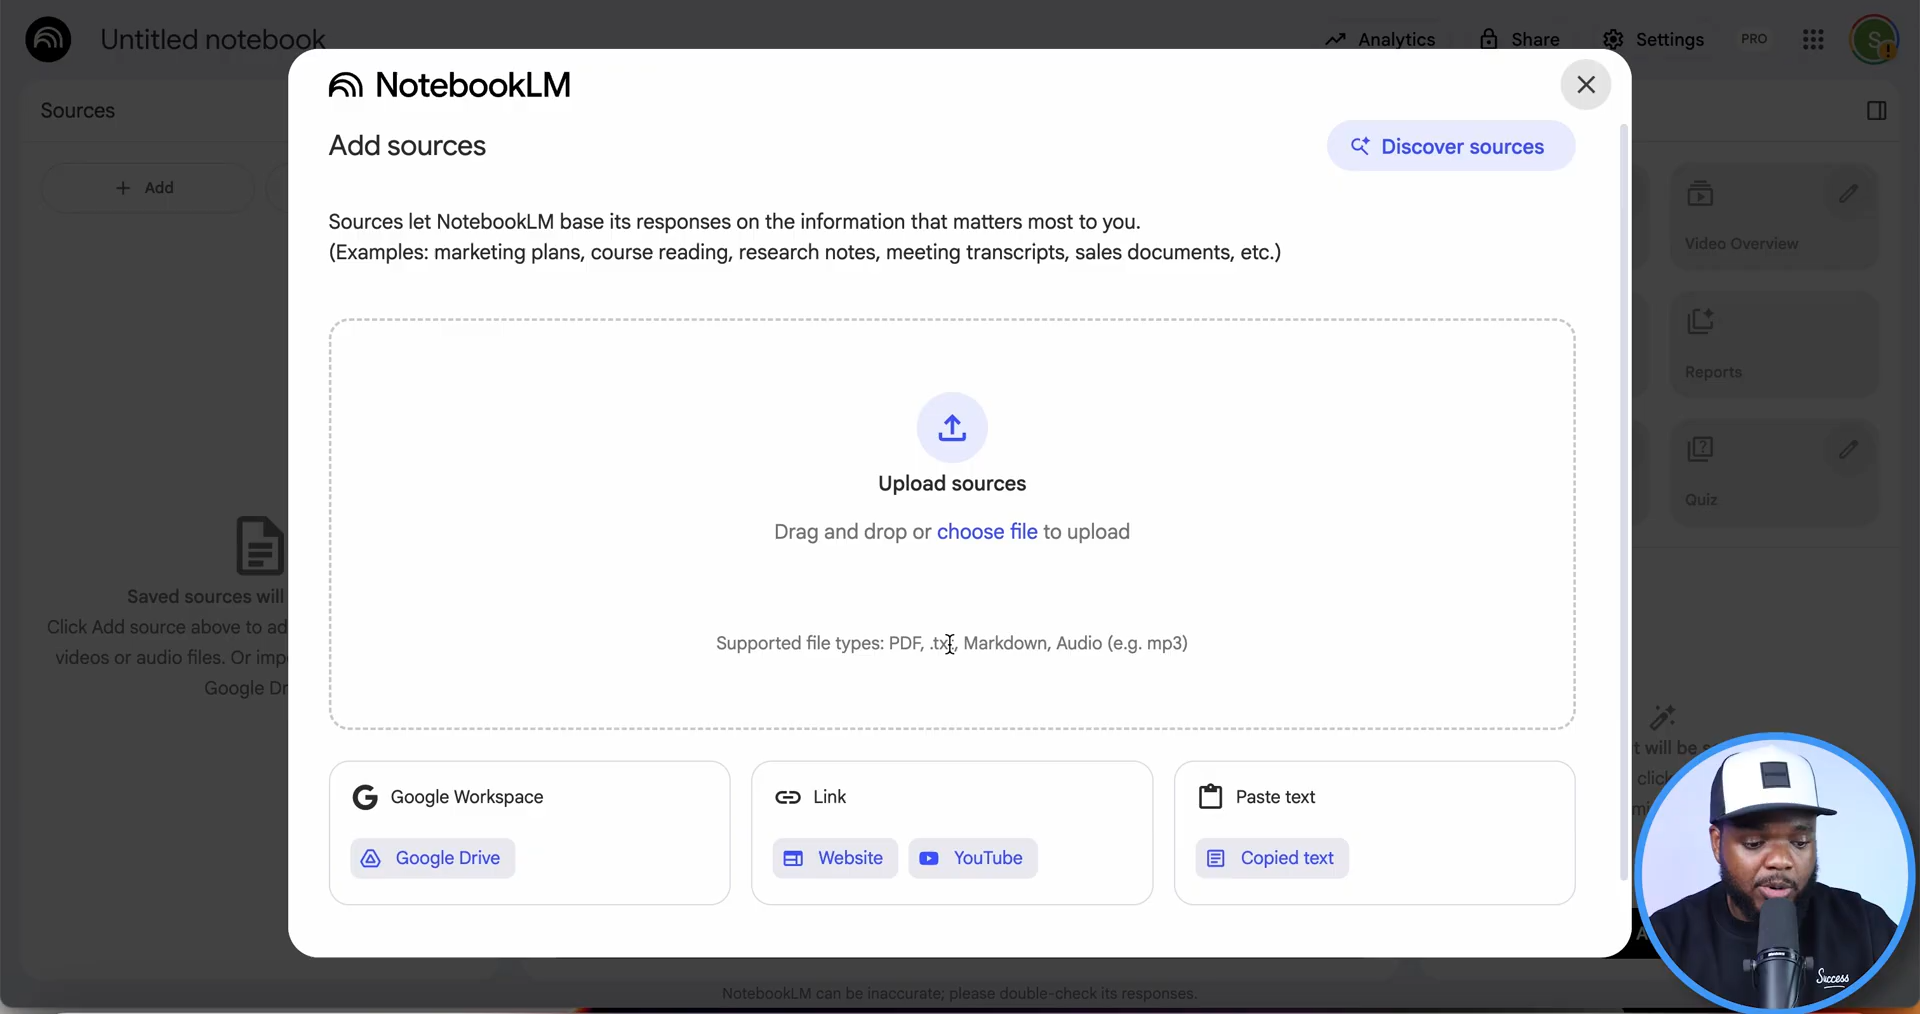 Untitled notebook
Analytics
Share
Settings
PRO
S
Sources
NotebookLM
Add sources
Discover sources
Add
Sources let NotebookLM base its responses on the information that matters most to you.
(Examples: marketing plans, course reading, research notes, meeting transcripts, sales documents, etc.)
Video Overview
Reports
Quiz
Upload sources
Drag and drop or choose file to upload
Supported file types: PDF, .txt, Markdown, Audio (e.g. mp3)
Saved sources will
Click Add source above to ad
videos or audio files. Or imp
Google Dr
t will be s
click
Google Workspace
Google Drive
Link
Website
YouTube
Paste text
Copied text
Success
NotebookLM can be inaccurate; please double-check its responses.